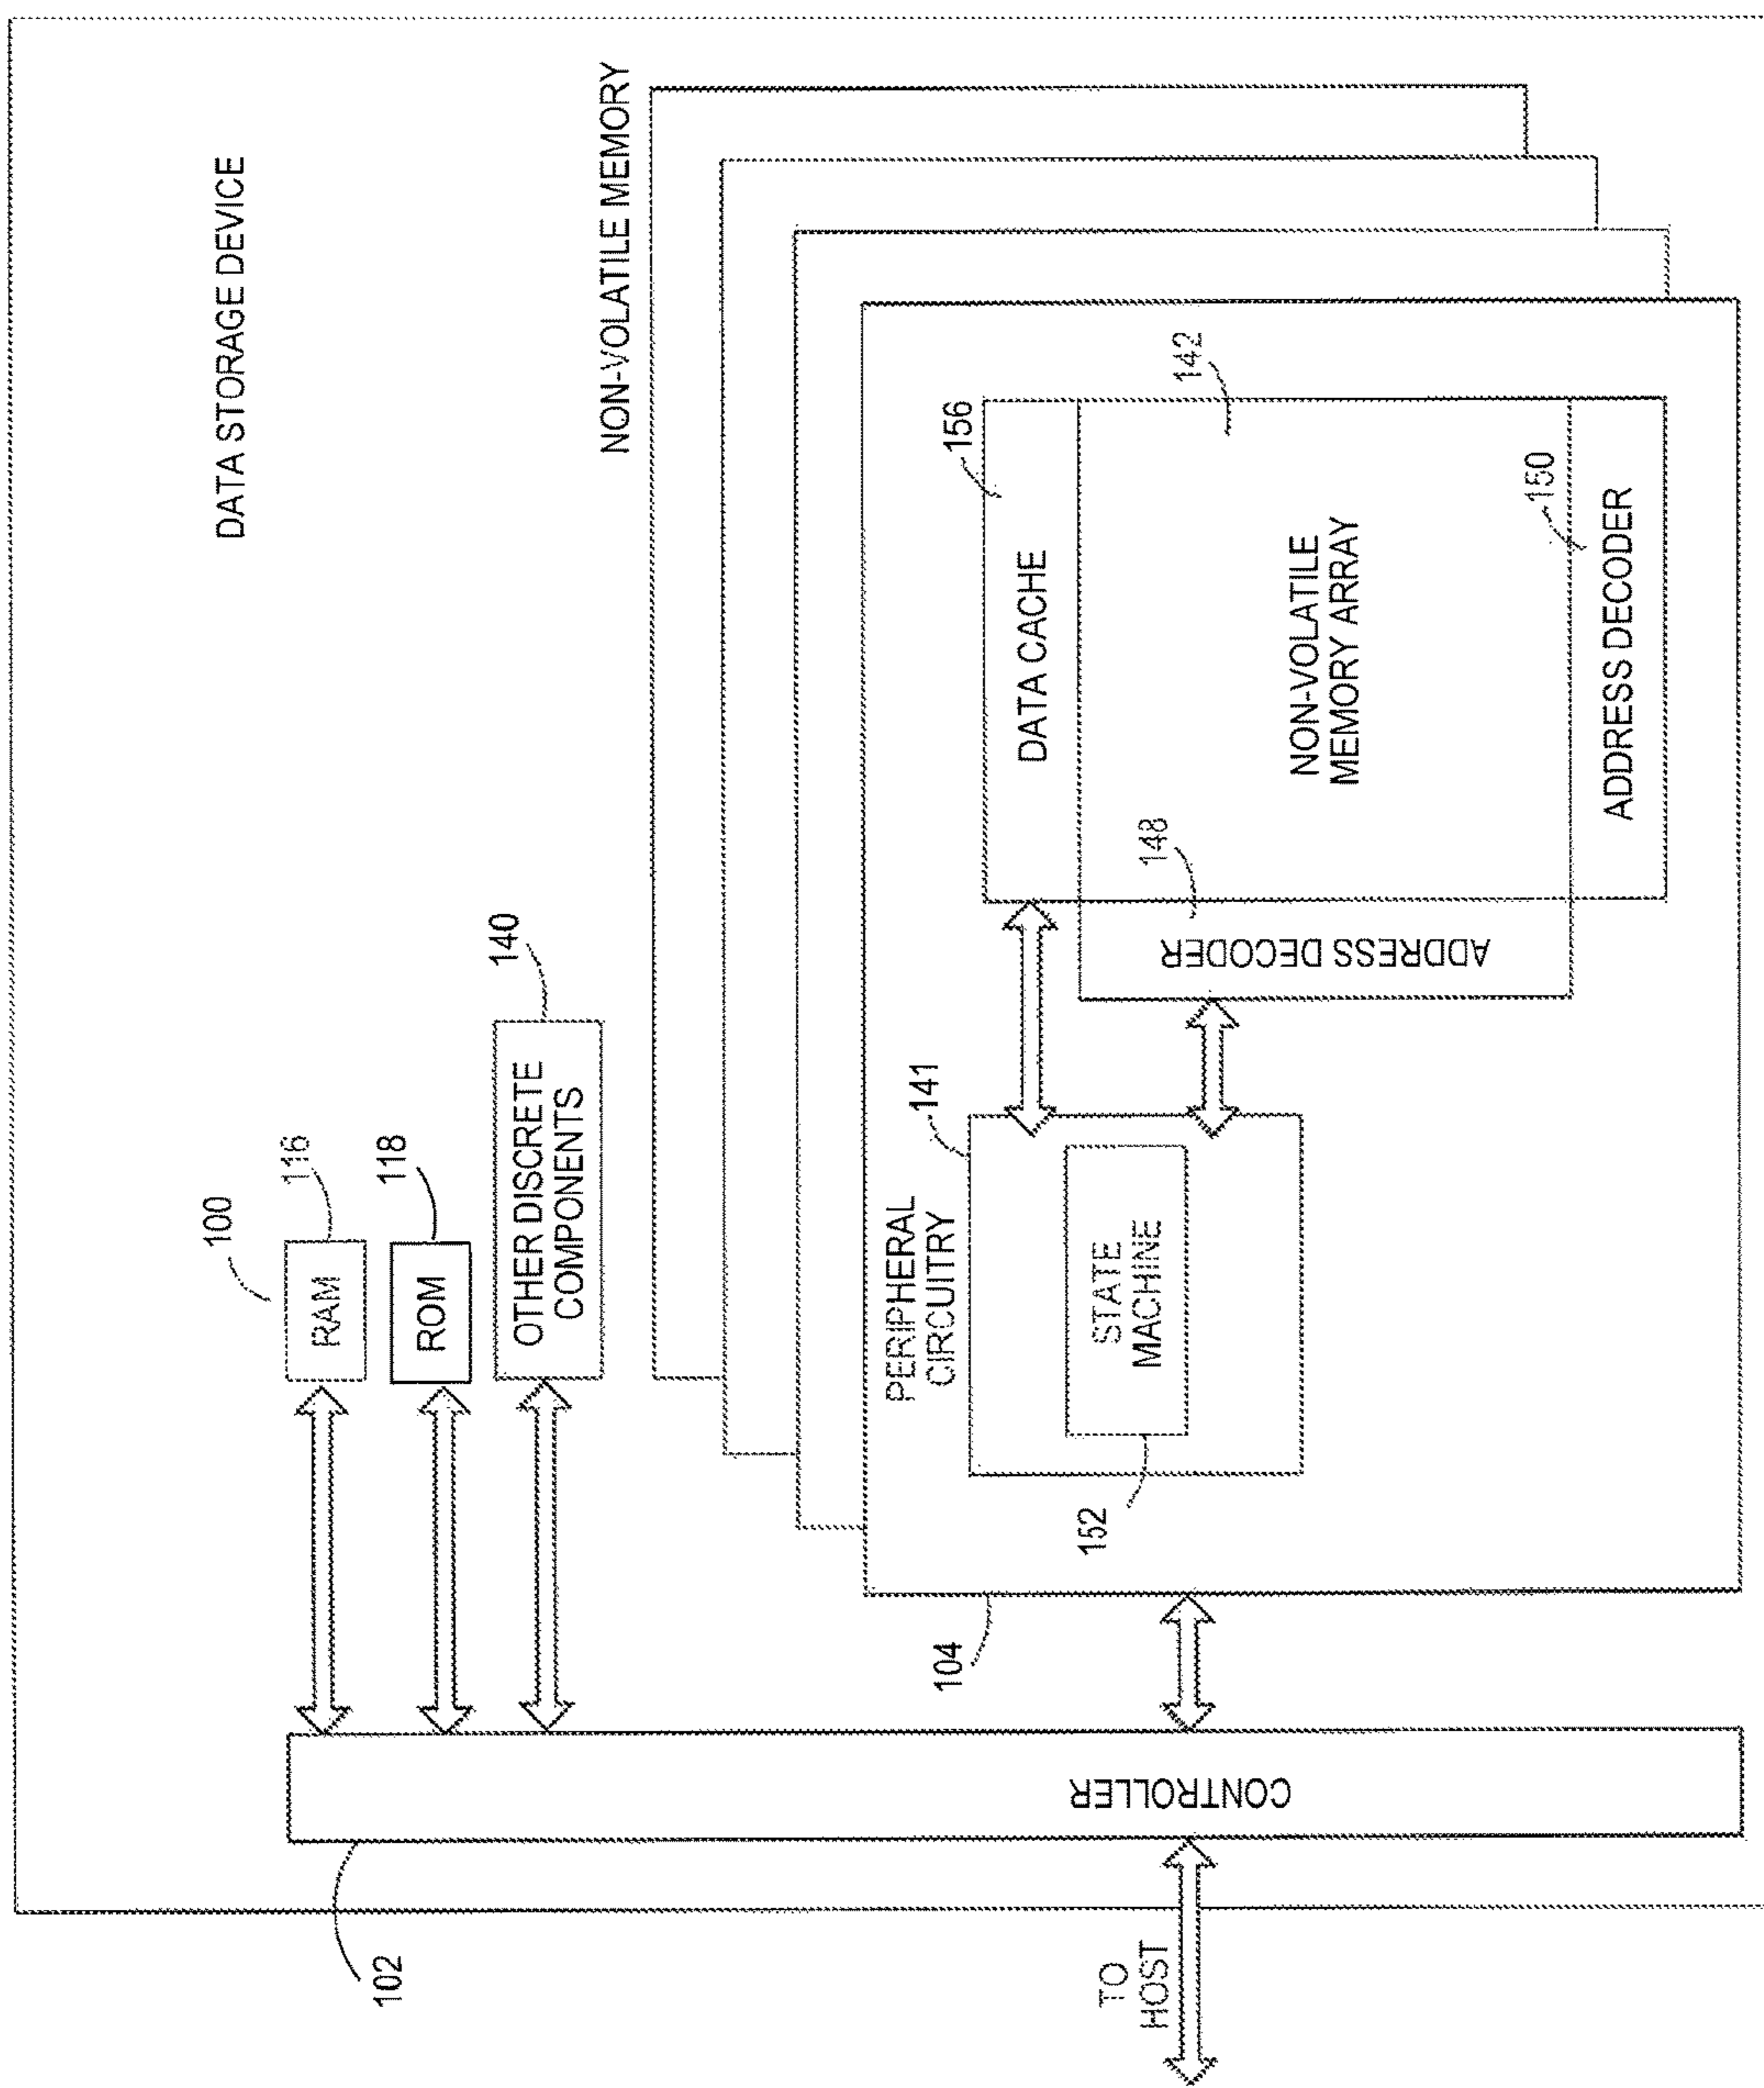 DATA STORAGE DEVICE
100
RAM
116
ROM
118
OTHER DISCRETE
COMPONENTS
140
NON-VOLATILE MEMORY
102
CONTROLLER
TO
HOST
104
PERIPHERAL
CIRCUITRY
141
STATE
MACHINE
152
DATA CACHE
156
ADDRESS DECODER
148
NON-VOLATILE
MEMORY ARRAY
142
ADDRESS DECODER
150